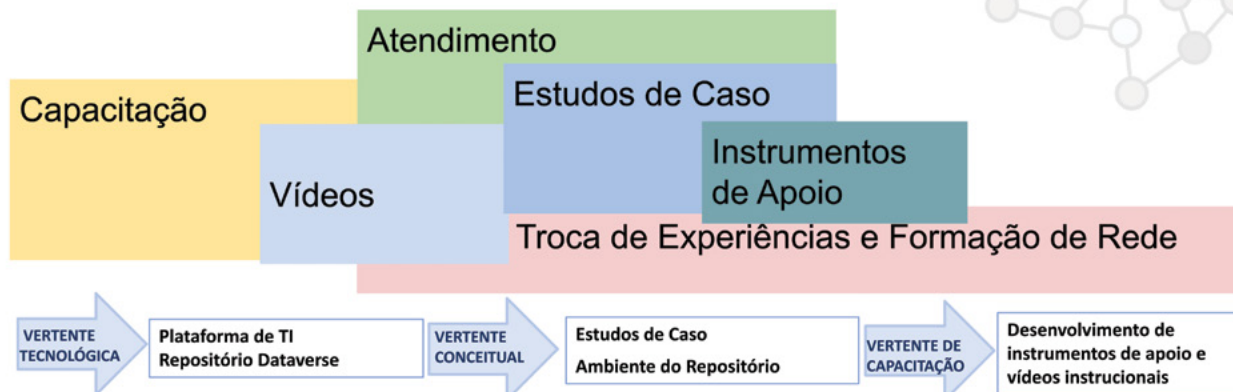 Atendimento
Capacitação
Estudos de Caso
Vídeos
Instrumentos
de Apoio
Troca de Experiências e Formação de Rede
VERTENTE
TECNOLÓGICA
Plataforma de TI
Repositório Dataverse
VERTENTE
CONCEITUAL
Estudos de Caso
Ambiente do Repositório
VERTENTE DE
CAPACITAÇÃO
Desenvolvimento de
instrumentos de apoio e
vídeos instrucionais